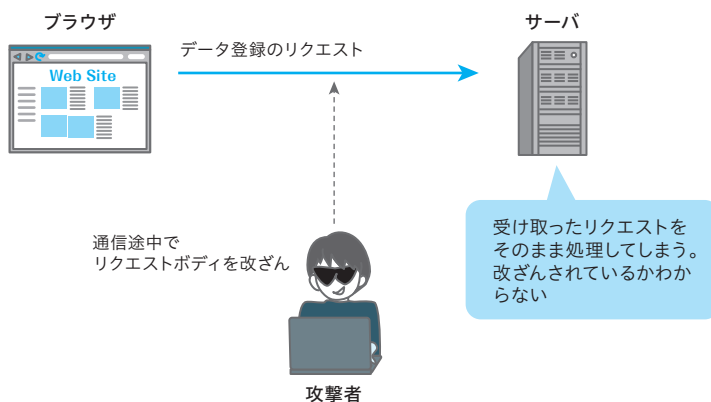 ブラウザ
サーバ
データ登録のリクエスト
Web Site
通信途中で
リクエストボディを改ざん
受け取ったリクエストを
そのまま処理してしまう。
改ざんされているかわか
らない
攻撃者